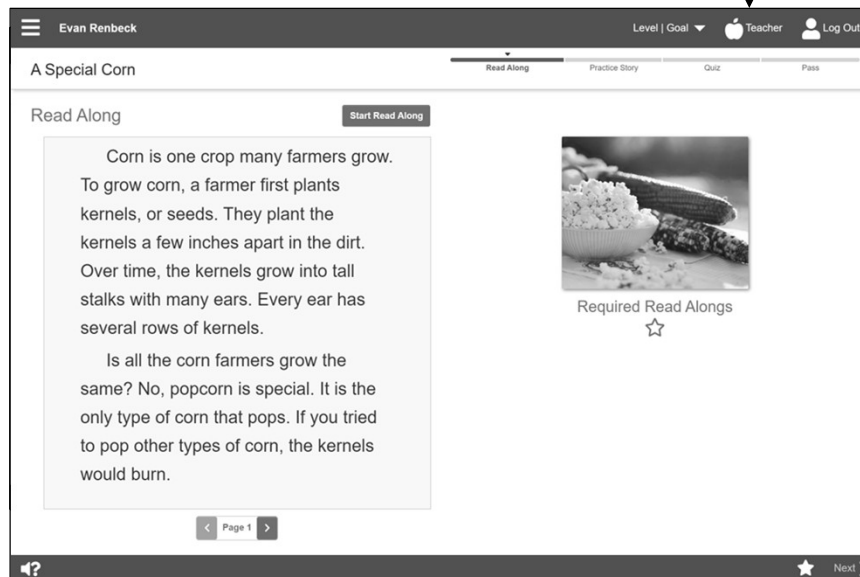 Evan Renbeck
Level | Goal
Teacher
Log Out
A Special Corn
Read Along
Practice Story
Quiz
Pass
Read Along
Start Read Along
Corn is one crop many farmers grow.
To grow corn, a farmer first plants
kernels, or seeds. They plant the
kernels a few inches apart in the dirt.
Over time, the kernels grow into tall
stalks with many ears. Every ear has
several rows of kernels.
Is all the corn farmers grow the
same? No, popcorn is special. It is the
only type of corn that pops. If you tried
to pop other types of corn, the kernels
would burn.
Required Read Alongs
< Page 1 >
?
Next